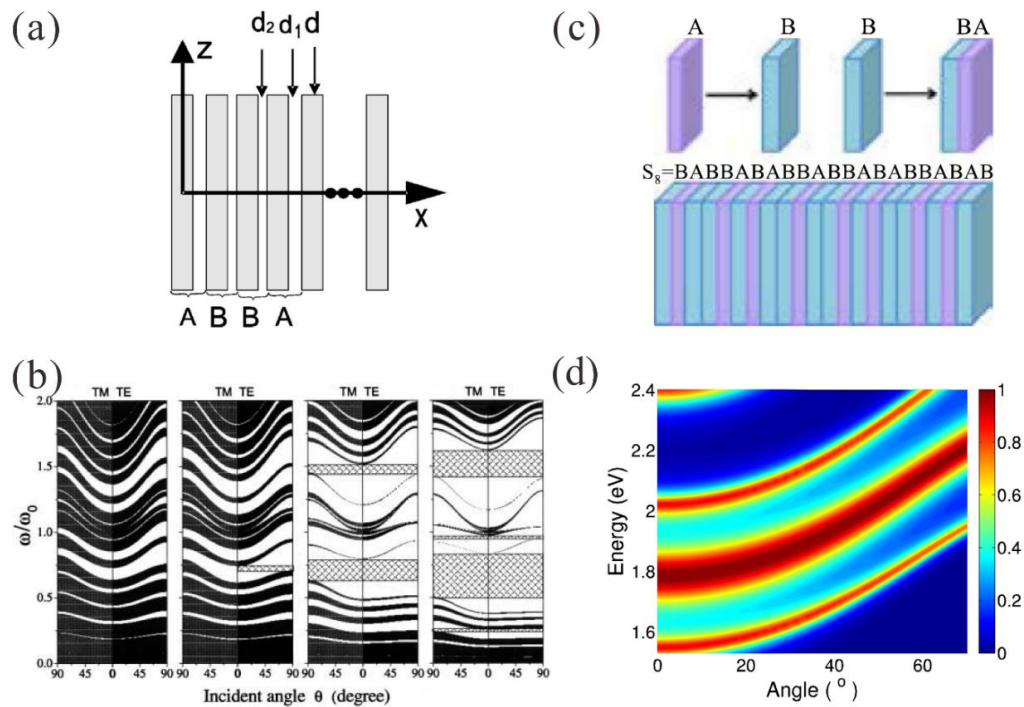 (a)
d₂ d₁ d
Z
X
A B B A
(b)
TM TE TM TE TM TE TM TE
2.0
1.5
1.0
0.5
0.0
ω/ω₀
90 45 0 45 90 45 0 45 90 45 0 45 90 45 0 45 90
Incident angle θ (degree)
(c)
A B B BA
S₈=BABBABABBABBABABBABAB
(d)
2.4
2.2
2
1.8
1.6
Energy (eV)
0 20 40 60
Angle (°)
1
0.8
0.6
0.4
0.2
0